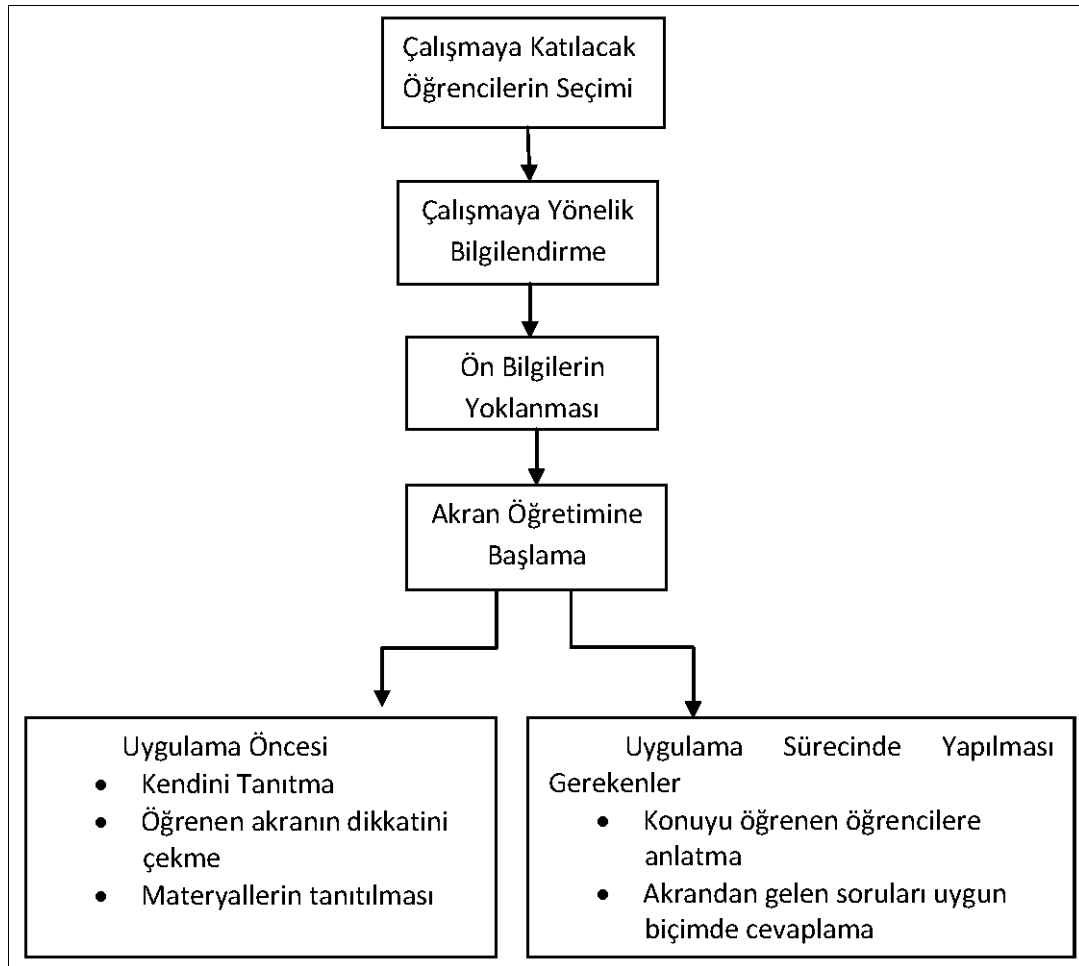 Çalışmaya Katılacak
Öğrencilerin Seçimi
Çalışmaya Yönelik
Bilgilendirme
Ön Bilgilerin
Yoklanması
Akran Öğretimine
Başlama
Uygulama Öncesi
• Kendini Tanıtma
• Öğrenen akranın dikkatini
çekme
• Materyallerin tanıtılması
Uygulama Sürecinde Yapılması
Gerekenler
• Konuyu öğrenen öğrencilere
anlatma
• Akrandan gelen soruları uygun
biçimde cevaplama